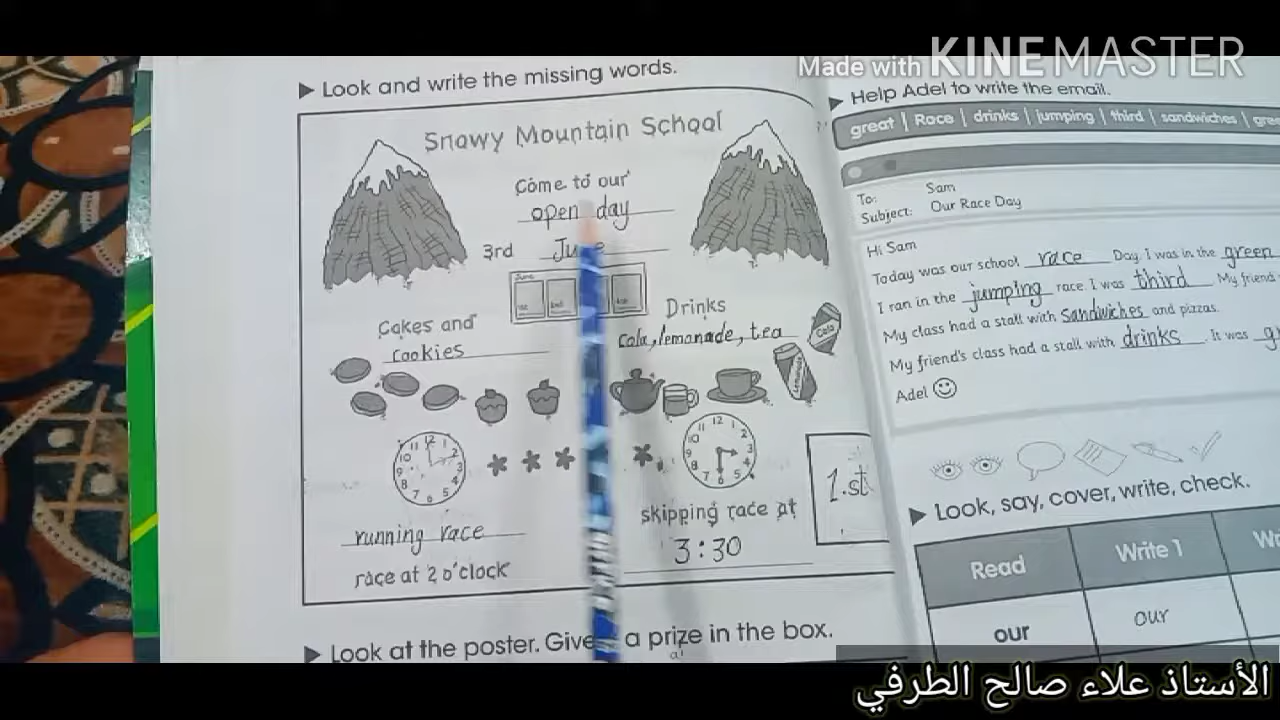 Made with KINEMASTER
▶ Look and write the missing words.
Snowy Mountain School
Come to our
open day
3rd June
June
Cakes and
cookies
Drinks
cola, lemonade, tea
Cola
running race
race at 2 o'clock
skipping race at
3:30
1.st
▶ Look at the poster. Give a prize in the box.
▶ Help Adel to write the email.
great | Race | drinks | jumping | third | sandwiches |
To: Sam
Subject: Our Race Day
Hi Sam
Today was our school race Day. I was in the green
I ran in the jumping race. I was third My friend
My class had a stall with sandwiches and pizzas.
My friend's class had a stall with drinks. It was
Adel
▶ Look, say, cover, write, check.
Read Write 1
our our
الأستاذ علاء صالح الطرفي